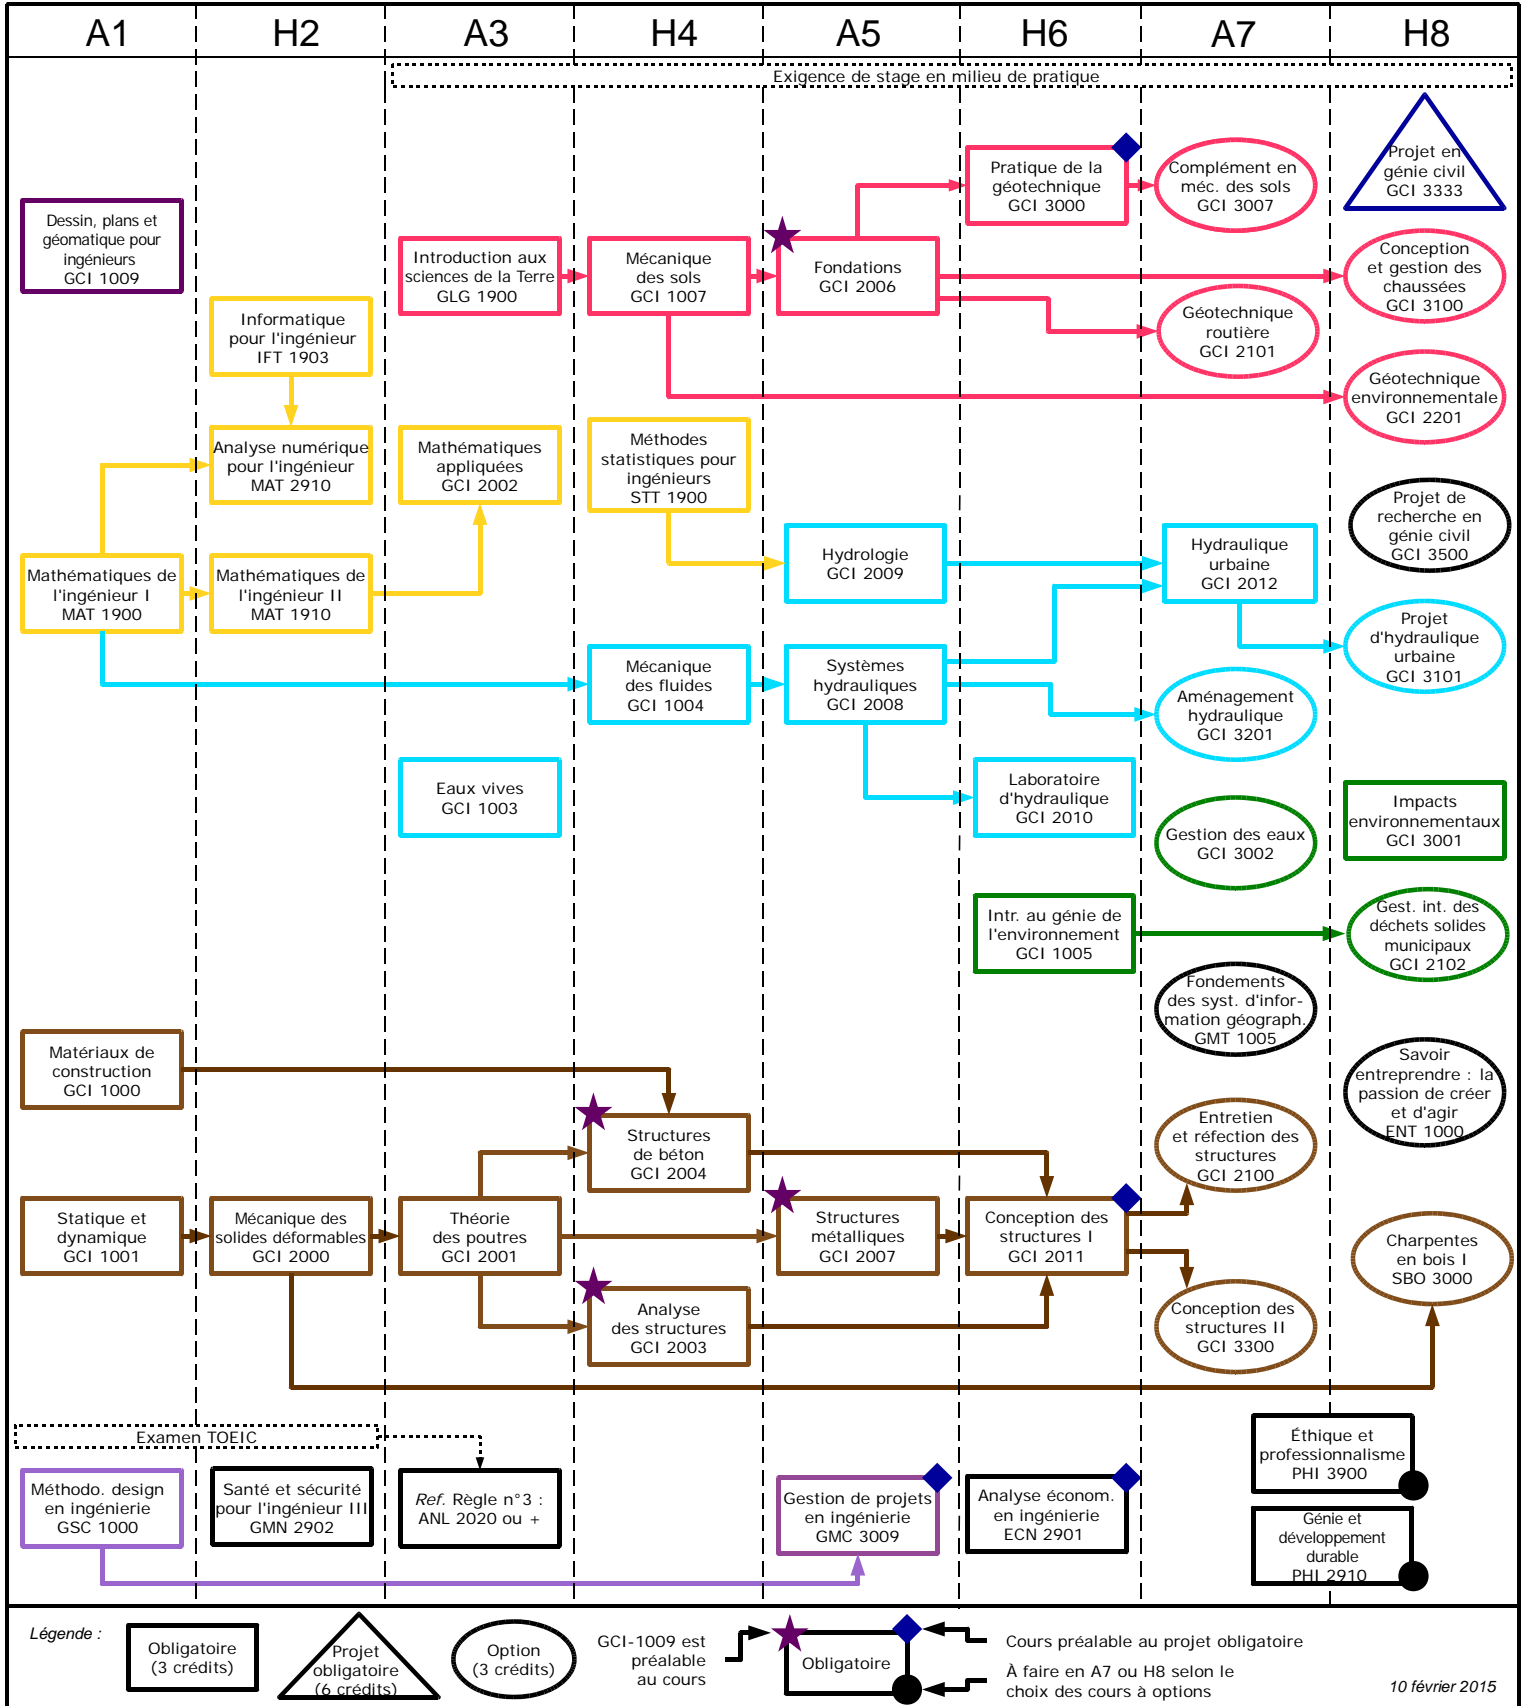 A1
H2
A3
H4
A5
H6
A7
H8
Exigence de stage en milieu de pratique
Dessin, plans et
géomatique pour
ingénieurs
GCI 1009
Mathématiques de
l'ingénieur I
MAT 1900
Matériaux de
construction
GCI 1000
Statique et
dynamique
GCI 1001
Examen TOEIC
Méthodo. design
en ingénierie
GSC 1000
Informatique
pour l'ingénieur
IFT 1903
Analyse numérique
pour l'ingénieur
MAT 2910
Mathématiques de
l'ingénieur II
MAT 1910
Mécanique des
solides déformables
GCI 2000
Santé et sécurité
pour l'ingénieur III
GMN 2902
Introduction aux
sciences de la Terre
GLG 1900
Mathématiques
appliquées
GCI 2002
Eaux vives
GCI 1003
Théorie
des poutres
GCI 2001
Ref. Règle n°3 :
ANL 2020 ou +
Mécanique
des sols
GCI 1007
Méthodes
statistiques pour
ingénieurs
STT 1900
Mécanique
des fluides
GCI 1004
Structures
de béton
GCI 2004
Analyse
des structures
GCI 2003
Fondations
GCI 2006
Hydrologie
GCI 2009
Systèmes
hydrauliques
GCI 2008
Structures
métalliques
GCI 2007
Gestion de projets
en ingénierie
GMC 3009
Pratique de la
géotechnique
GCI 3000
Laboratoire
d'hydraulique
GCI 2010
Intr. au génie de
l'environnement
GCI 1005
Conception des
structures I
GCI 2011
Analyse économ.
en ingénierie
ECN 2901
Complément en
méc. des sols
GCI 3007
Géotechnique
routière
GCI 2101
Hydraulique
urbaine
GCI 2012
Aménagement
hydraulique
GCI 3201
Gestion des eaux
GCI 3002
Fondements
des syst. d'infor-
mation géograph.
GMT 1005
Entretien
et réfection des
structures
GCI 2100
Conception des
structures II
GCI 3300
Projet en
génie civil
GCI 3333
Conception
et gestion des
chaussées
GCI 3100
Géotechnique
environnementale
GCI 2201
Projet de
recherche en
génie civil
GCI 3500
Projet
d'hydraulique
urbaine
GCI 3101
Impacts
environnementaux
GCI 3001
Gest. int. des
déchets solides
municipaux
GCI 2102
Savoir
entreprendre : la
passion de créer
et d'agir
ENT 1000
Charpentes
en bois I
SBO 3000
Éthique et
professionnalisme
PHI 3900
Génie et
développement
durable
PHI 2910
Légende :
Obligatoire
(3 crédits)
Projet
obligatoire
(6 crédits)
Option
(3 crédits)
GCI-1009 est
préalable
au cours
Obligatoire
Cours préalable au projet obligatoire
À faire en A7 ou H8 selon le
choix des cours à options
10 février 2015